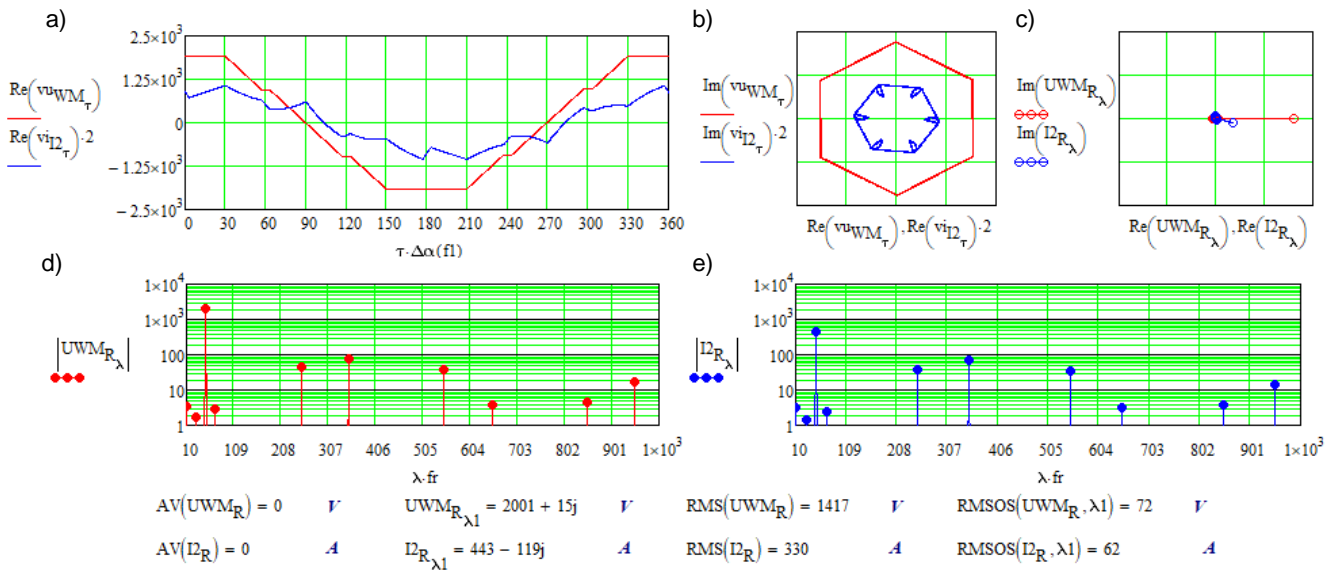 a)
2.5×10³
1.25×10³
0
−1.25×10³
−2.5×10³
Re(vu_WM_τ)
Re(vi_I2_τ)·2
0 30 60 90 120 150 180 210 240 270 300 330 360
τ·Δα(f1)
b)
Im(vu_WM_τ)
Im(vi_I2_τ)·2
Re(vu_WM_τ), Re(vi_I2_τ)·2
c)
Im(UWM_R_λ)
Im(I2_R_λ)
Re(UWM_R_λ), Re(I2_R_λ)
d)
1×10⁴
1×10³
100
10
1
|UWM_R_λ|
10 109 208 307 406 505 604 703 802 901 1×10³
λ·fr
e)
1×10⁴
1×10³
100
10
1
|I2_R_λ|
10 109 208 307 406 505 604 703 802 901 1×10³
λ·fr
AV(UWM_R) = 0 V UWM_R_λ1 = 2001 + 15j V RMS(UWM_R) = 1417 V RMSOS(UWM_R, λ1) = 72 V
AV(I2_R) = 0 A I2_R_λ1 = 443 − 119j A RMS(I2_R) = 330 A RMSOS(I2_R, λ1) = 62 A